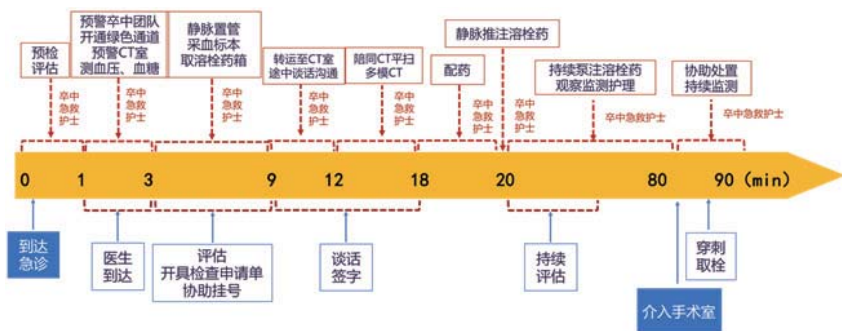 预检
评估
预警卒中团队
开通绿色通道
预警CT室
测血压、血糖
静脉置管
采血标本
取溶栓药箱
转运至CT室
途中谈话沟通
陪同CT平扫
多模CT
配药
静脉推注溶栓药
持续泵注溶栓药
观察监测护理
协助处置
持续监测
卒中
急救
护士
卒中
急救
护士
卒中
急救
护士
卒中
急救
护士
卒中
急救
护士
卒中
急救
护士
卒中
急救
护士
卒中急救护士
卒中急救护士
0 1 3 9 12 18 20 80 90 (min)
到达
急诊
医生
到达
评估
开具检查申请单
协助挂号
谈话
签字
持续
评估
介入手术室
穿刺
取栓